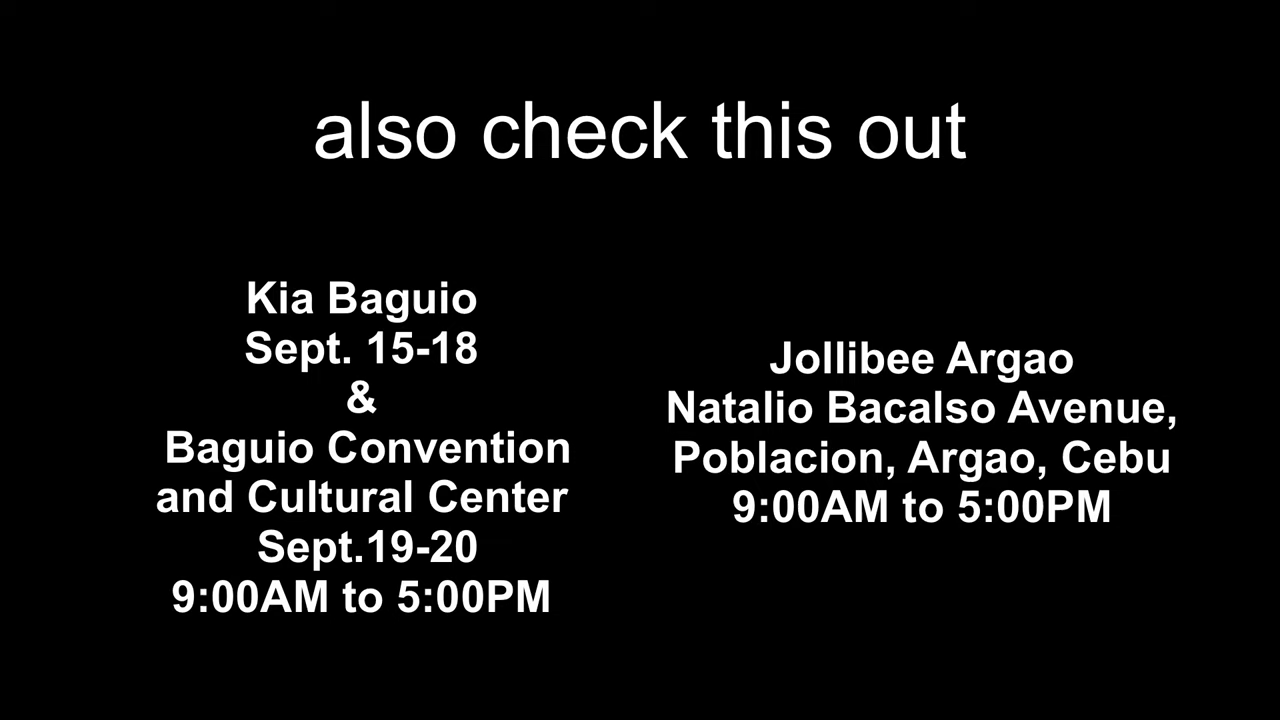 also check this out
Kia Baguio
Sept. 15-18
&
Baguio Convention
and Cultural Center
Sept.19-20
9:00AM to 5:00PM
Jollibee Argao
Natalio Bacalso Avenue,
Poblacion, Argao, Cebu
9:00AM to 5:00PM